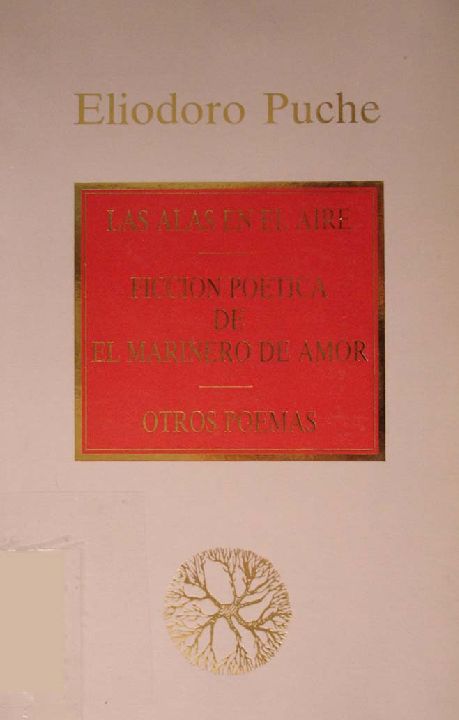 Eliodoro Puche
LAS ALAS EN EL AIRE
FICCION POETICA
DE
EL MARINERO DE AMOR
OTROS POEMAS